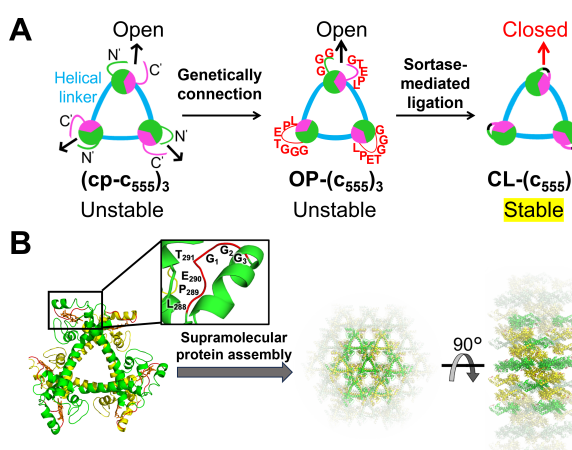 A
Open
N′
C′
Helical
linker
C′
N′
N′
C′
Genetically
connection
(cp-c555)3
Unstable
Open
G
G
G
G
T
E
P
L
L
P
E
T
G
G
G
G
G
G
L
P
E
T
OP-(c555)3
Unstable
Sortase-
mediated
ligation
Closed
CL-(c555)
Stable
B
T291
G1
G2
G3
E290
P289
L288
Supramolecular
protein assembly
90°